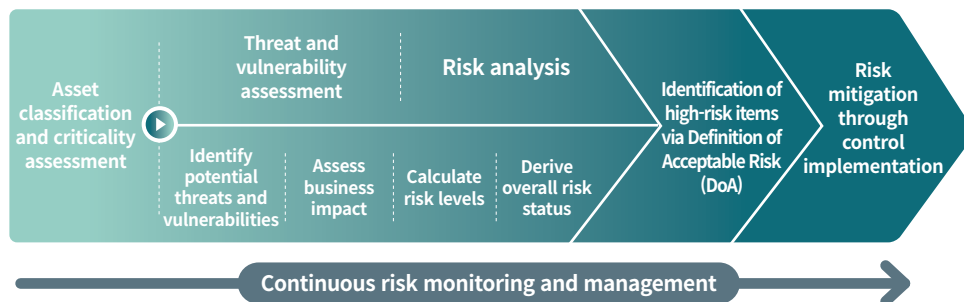 Asset
classification
and criticality
assessment
Threat and
vulnerability
assessment
Risk analysis
Identify
potential
threats and
vulnerabilities
Assess
business
impact
Calculate
risk levels
Derive
overall risk
status
Identification of
high-risk items
via Definition of
Acceptable Risk
(DoA)
Risk
mitigation
through
control
implementation
Continuous risk monitoring and management